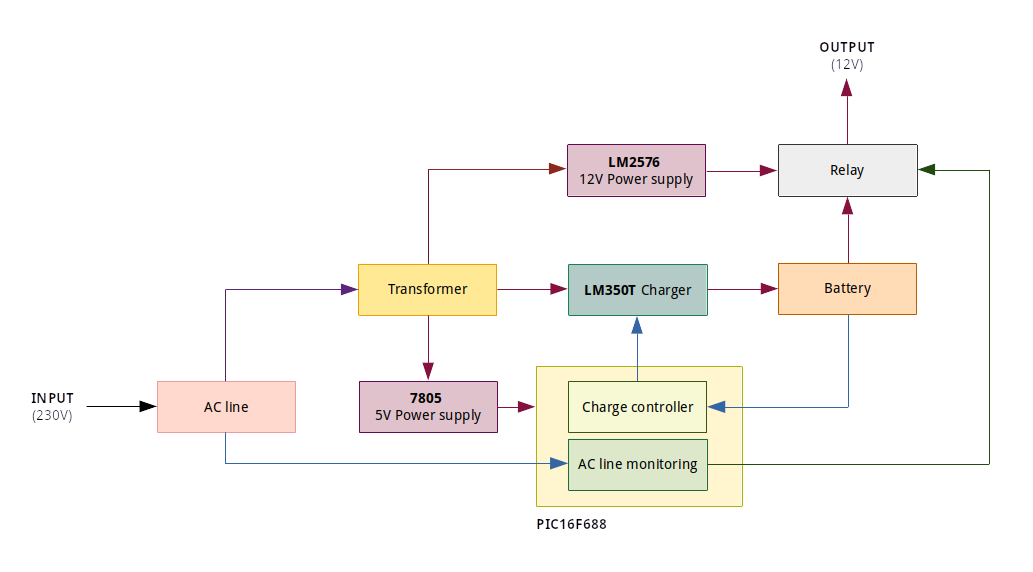 OUTPUT
(12V)
LM2576
12V Power supply
Relay
Transformer
LM350T Charger
Battery
INPUT
(230V)
AC line
7805
5V Power supply
Charge controller
AC line monitoring
PIC16F688